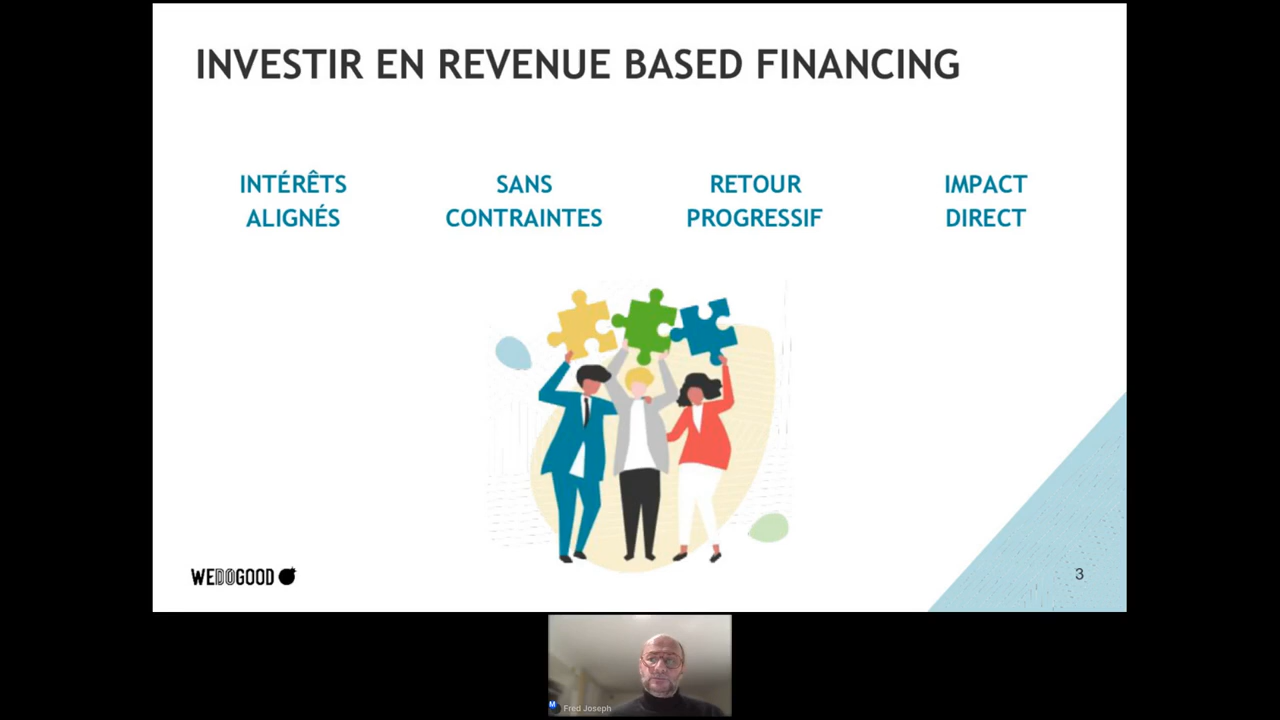 INVESTIR EN REVENUE BASED FINANCING
INTÉRÊTS
ALIGNÉS
SANS
CONTRAINTES
RETOUR
PROGRESSIF
IMPACT
DIRECT
WEDOGOOD
3
M
Fred Joseph